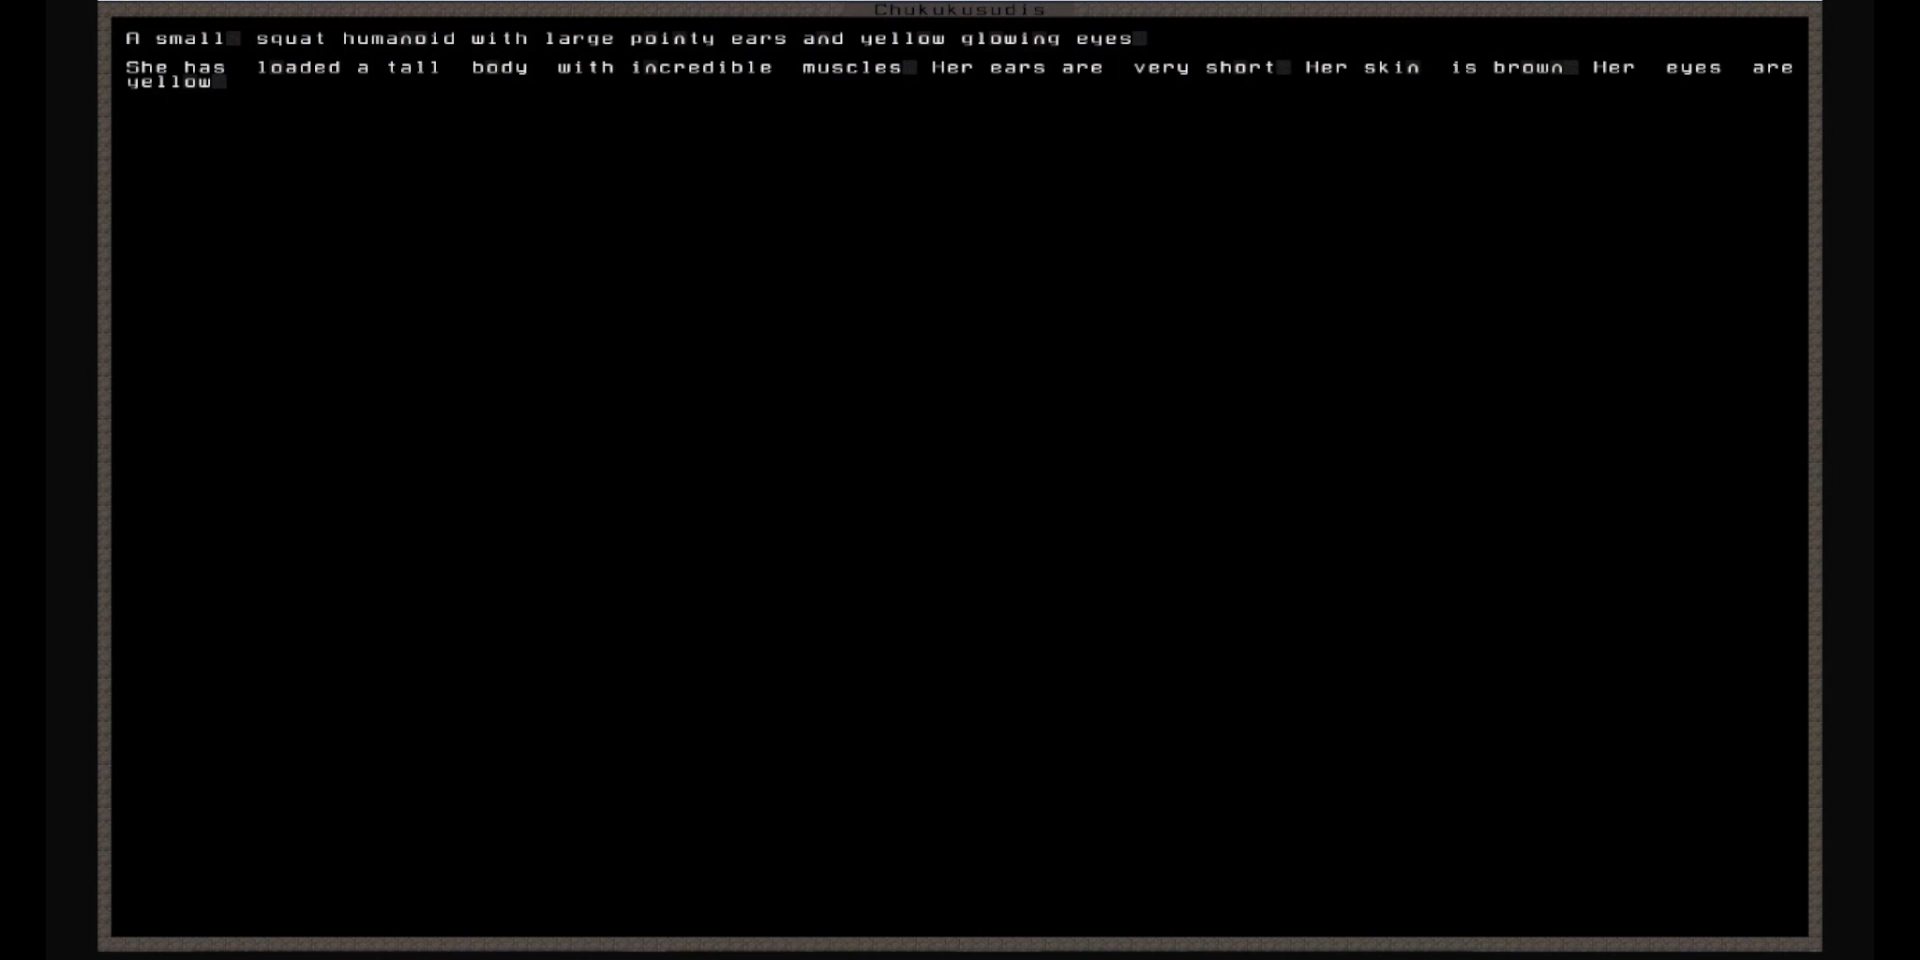 Chukukusudis
A small squat humanoid with large pointy ears and yellow glowing eyes
She has loaded a tall body with incredible muscles Her ears are very short Her skin is brown Her eyes are
yellow